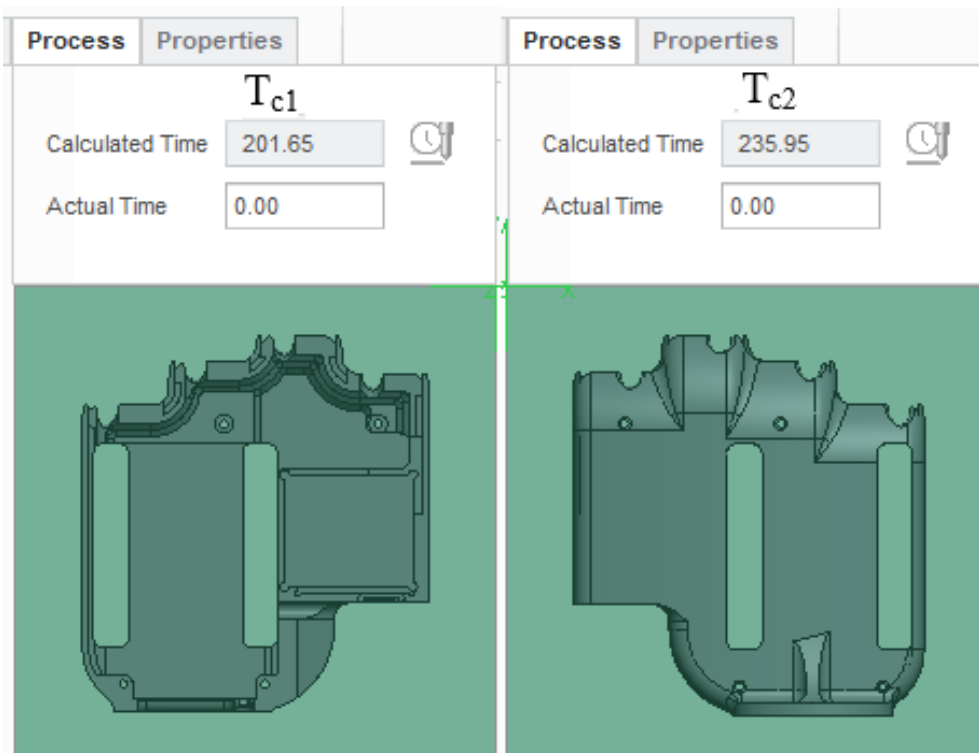 Process Properties
Tc1
Calculated Time 201.65
Actual Time 0.00
Process Properties
Tc2
Calculated Time 235.95
Actual Time 0.00